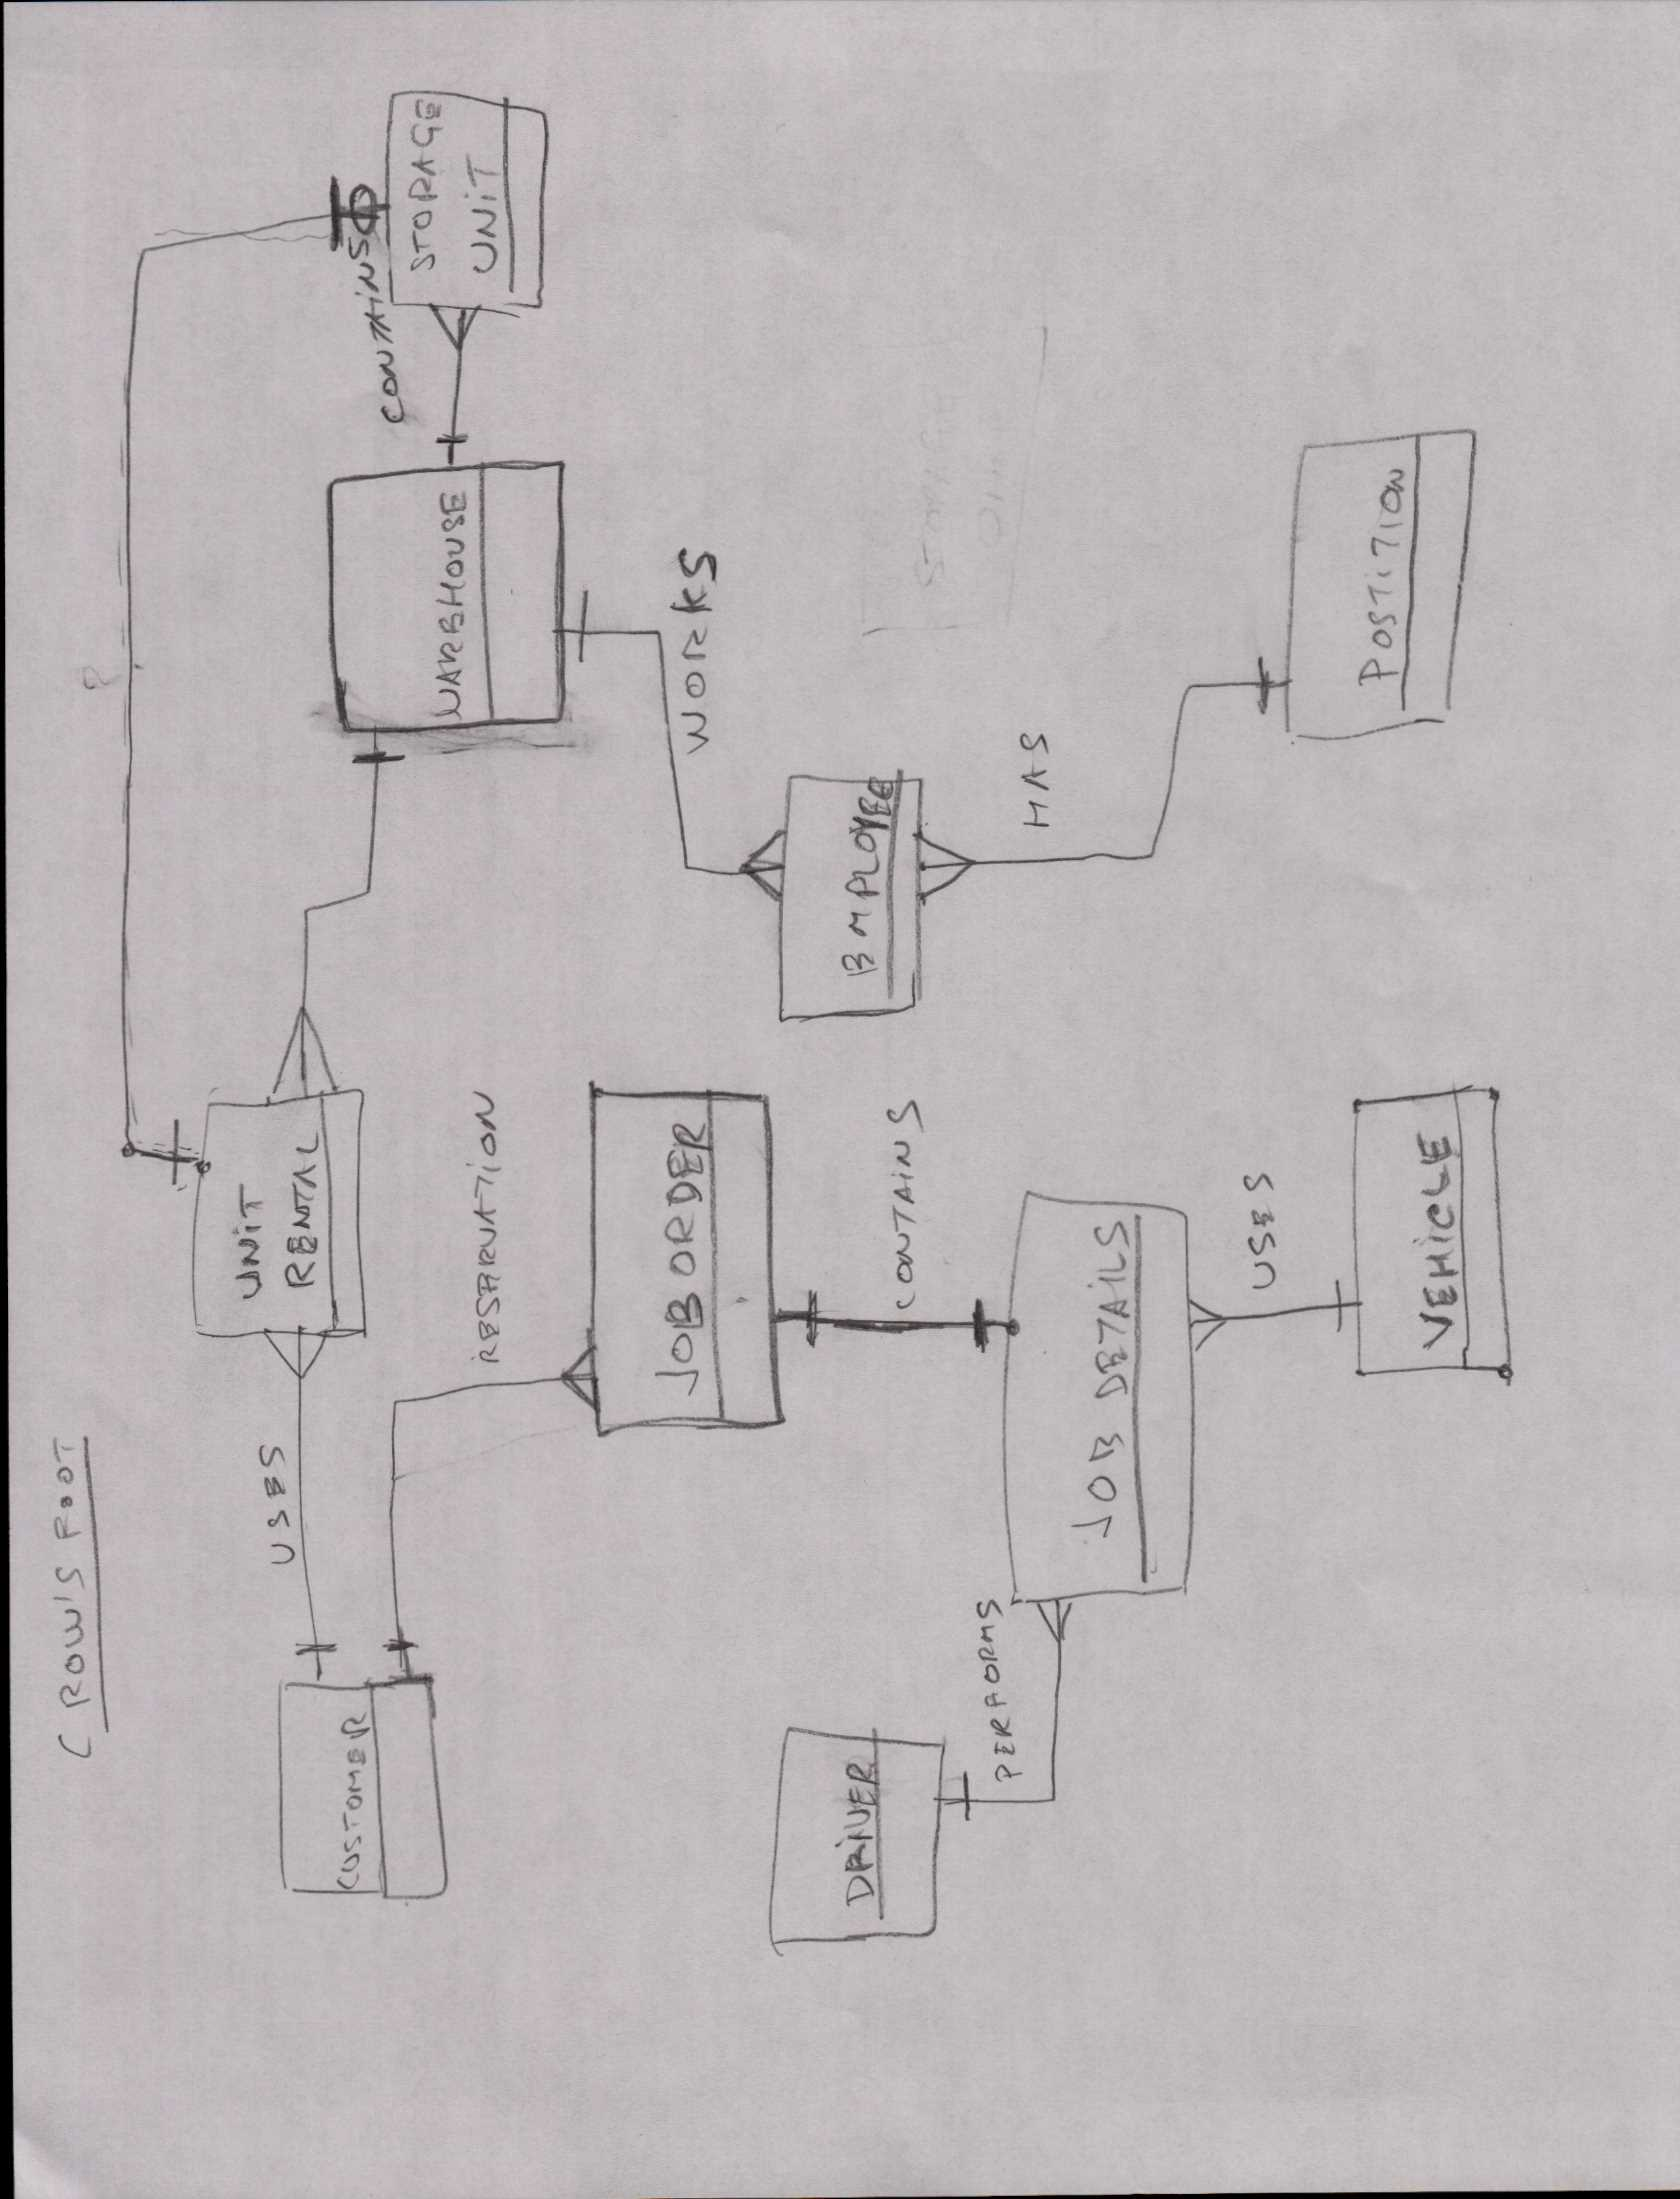 CROW'S FOOT
CUSTOMER
USES
UNIT
RENTAL
RESERVATION
WAREHOUSE
CONTAINS
STORAGE
UNIT
JOB ORDER
WORKS
DRIVER
EMPLOYEE
PERFORMS
CONTAINS
HAS
JOB DETAILS
USES
VEHICLE
POSTITION